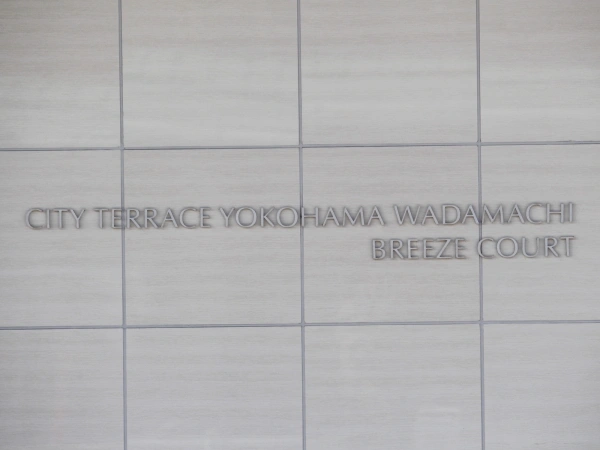 CITY TERRACE YOKOHAMA WADAMACHI
BREEZE COURT